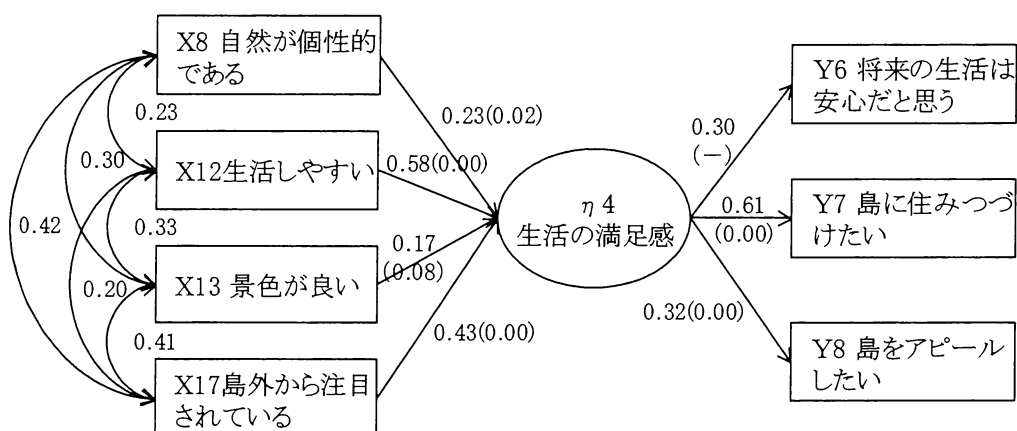 X8 自然が個性的
である
X12生活しやすい
X13 景色が良い
X17島外から注目
されている
0.23
0.30
0.42
0.33
0.20
0.41
0.23(0.02)
0.58(0.00)
0.17
(0.08)
0.43(0.00)
η4
生活の満足感
0.30
(−)
0.61
(0.00)
0.32(0.00)
Y6 将来の生活は
安心だと思う
Y7 島に住みつづ
けたい
Y8 島をアピール
したい